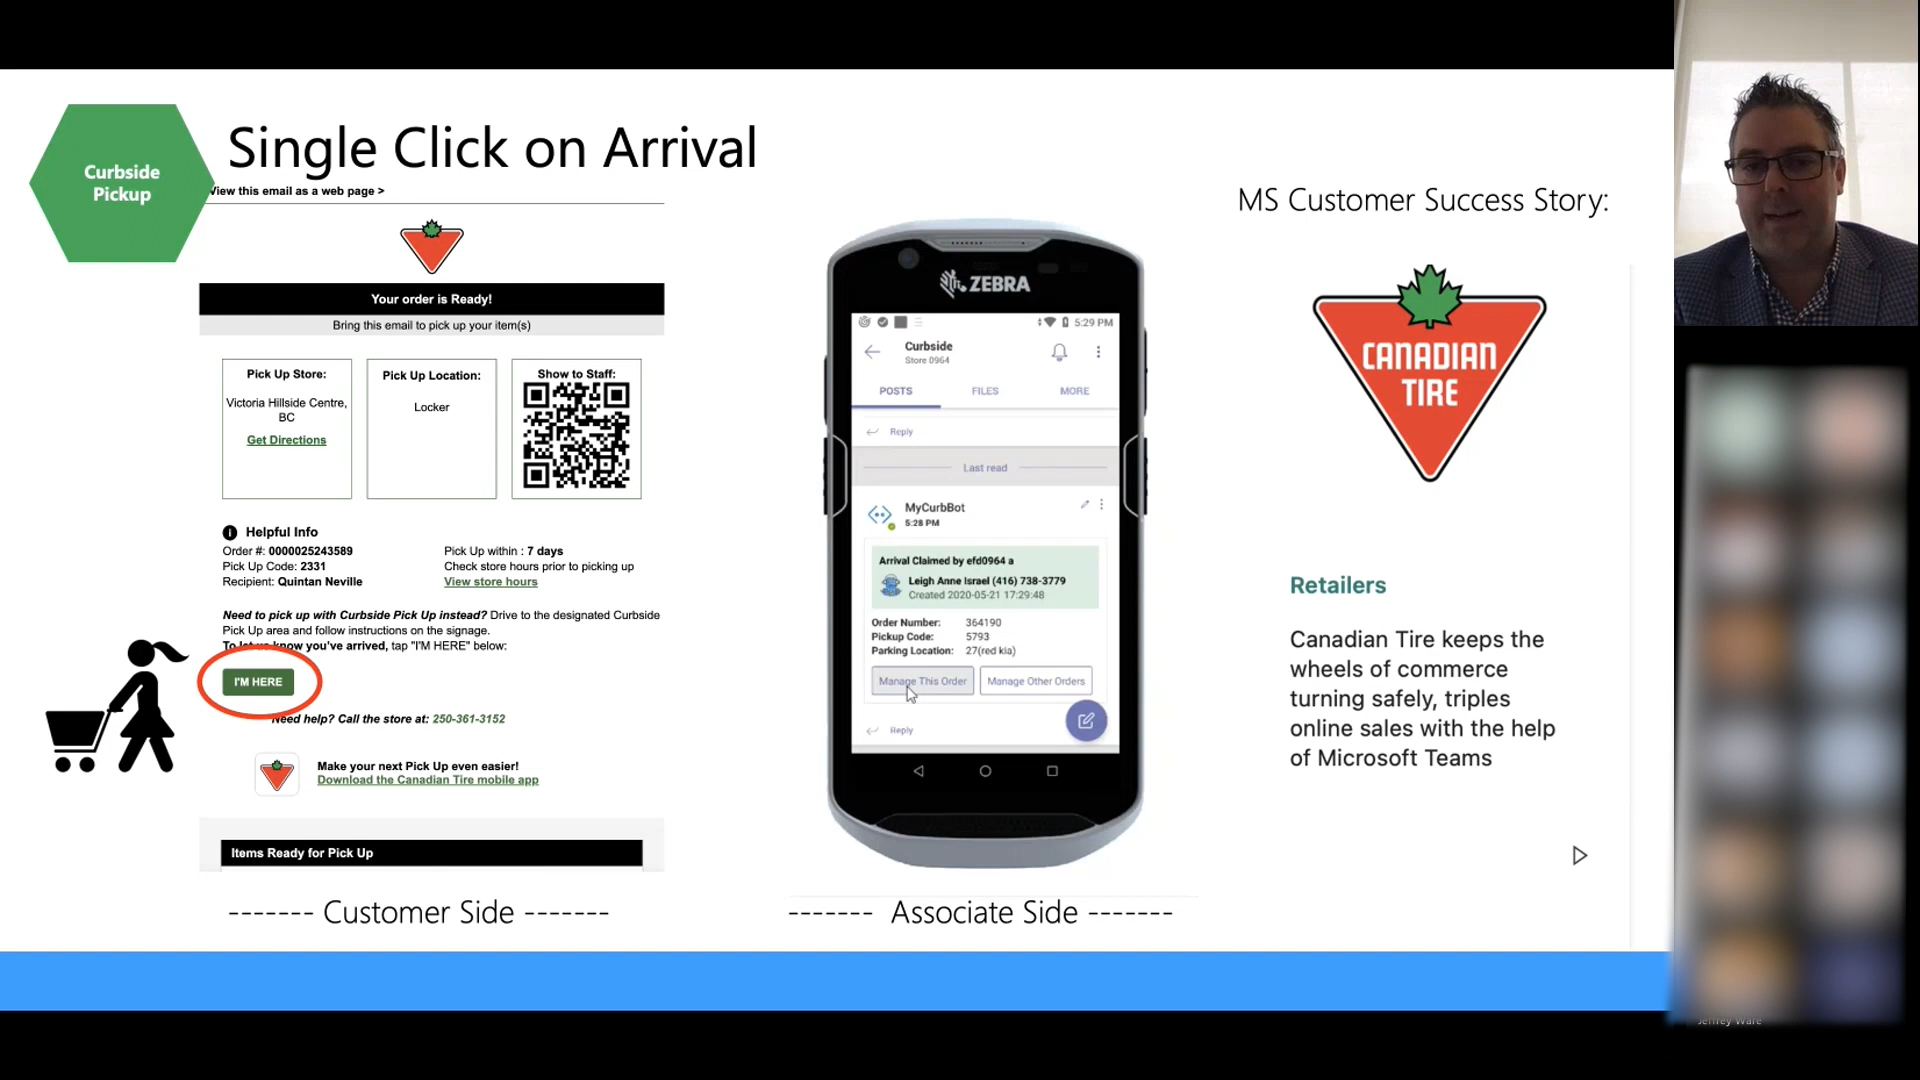 Curbside
Pickup
Single Click on Arrival
View this email as a web page >
Your order is Ready!
Bring this email to pick up your item(s)
Pick Up Store:
Victoria Hillside Centre,
BC
Get Directions
Pick Up Location:
Locker
Show to Staff:
Helpful Info
Order #: 0000025243589
Pick Up Code: 2331
Recipient: Quintan Neville
Pick Up within : 7 days
Check store hours prior to picking up
View store hours
Need to pick up with Curbside Pick Up instead? Drive to the designated Curbside
Pick Up area and follow instructions on the signage.
To let us know you've arrived, tap "I'M HERE" below:
I'M HERE
Need help? Call the store at: 250-361-3152
Make your next Pick Up even easier!
Download the Canadian Tire mobile app
Items Ready for Pick Up
------- Customer Side -------
ZEBRA
5:29 PM
Curbside
Store 0964
POSTS FILES MORE
Reply
Last read
MyCurbBot
5:28 PM
Arrival Claimed by efd0964 a
Leigh Anne Israel (416) 738-3779
Created 2020-05-21 17:29:48
Order Number: 364190
Pickup Code: 5793
Parking Location: 27(red kia)
Manage This Order Manage Other Orders
Reply
------- Associate Side -------
MS Customer Success Story:
CANADIAN
TIRE
Retailers
Canadian Tire keeps the
wheels of commerce
turning safely, triples
online sales with the help
of Microsoft Teams
Jeffrey Ware